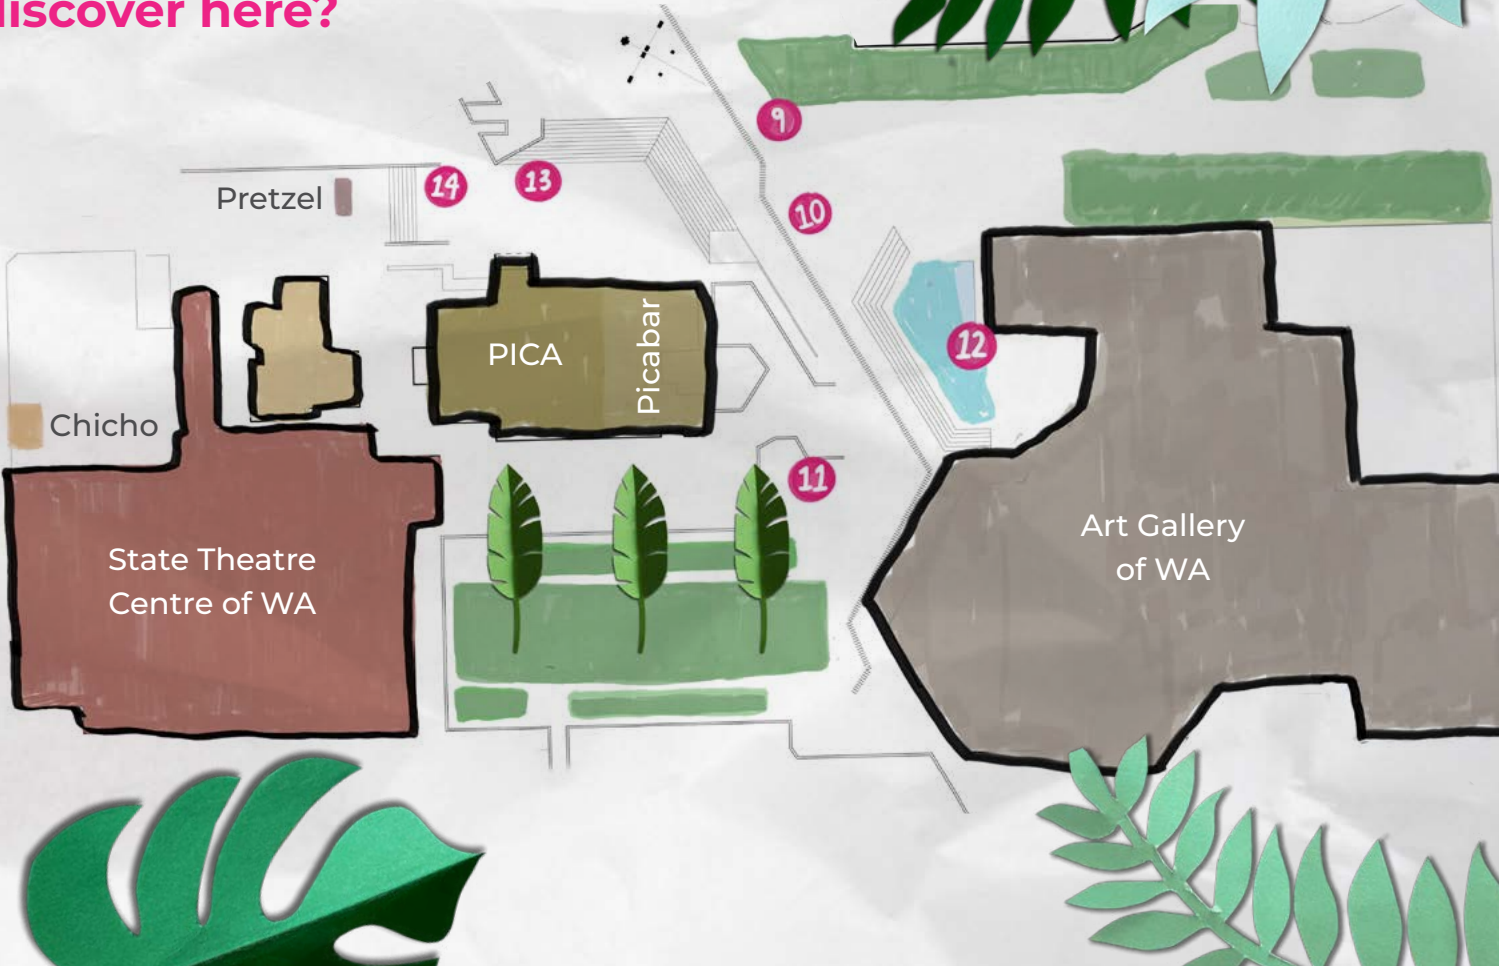 discover here?
9
14
13
Pretzel
10
Picabar
12
PICA
Chicho
11
Art Gallery
of WA
State Theatre
Centre of WA